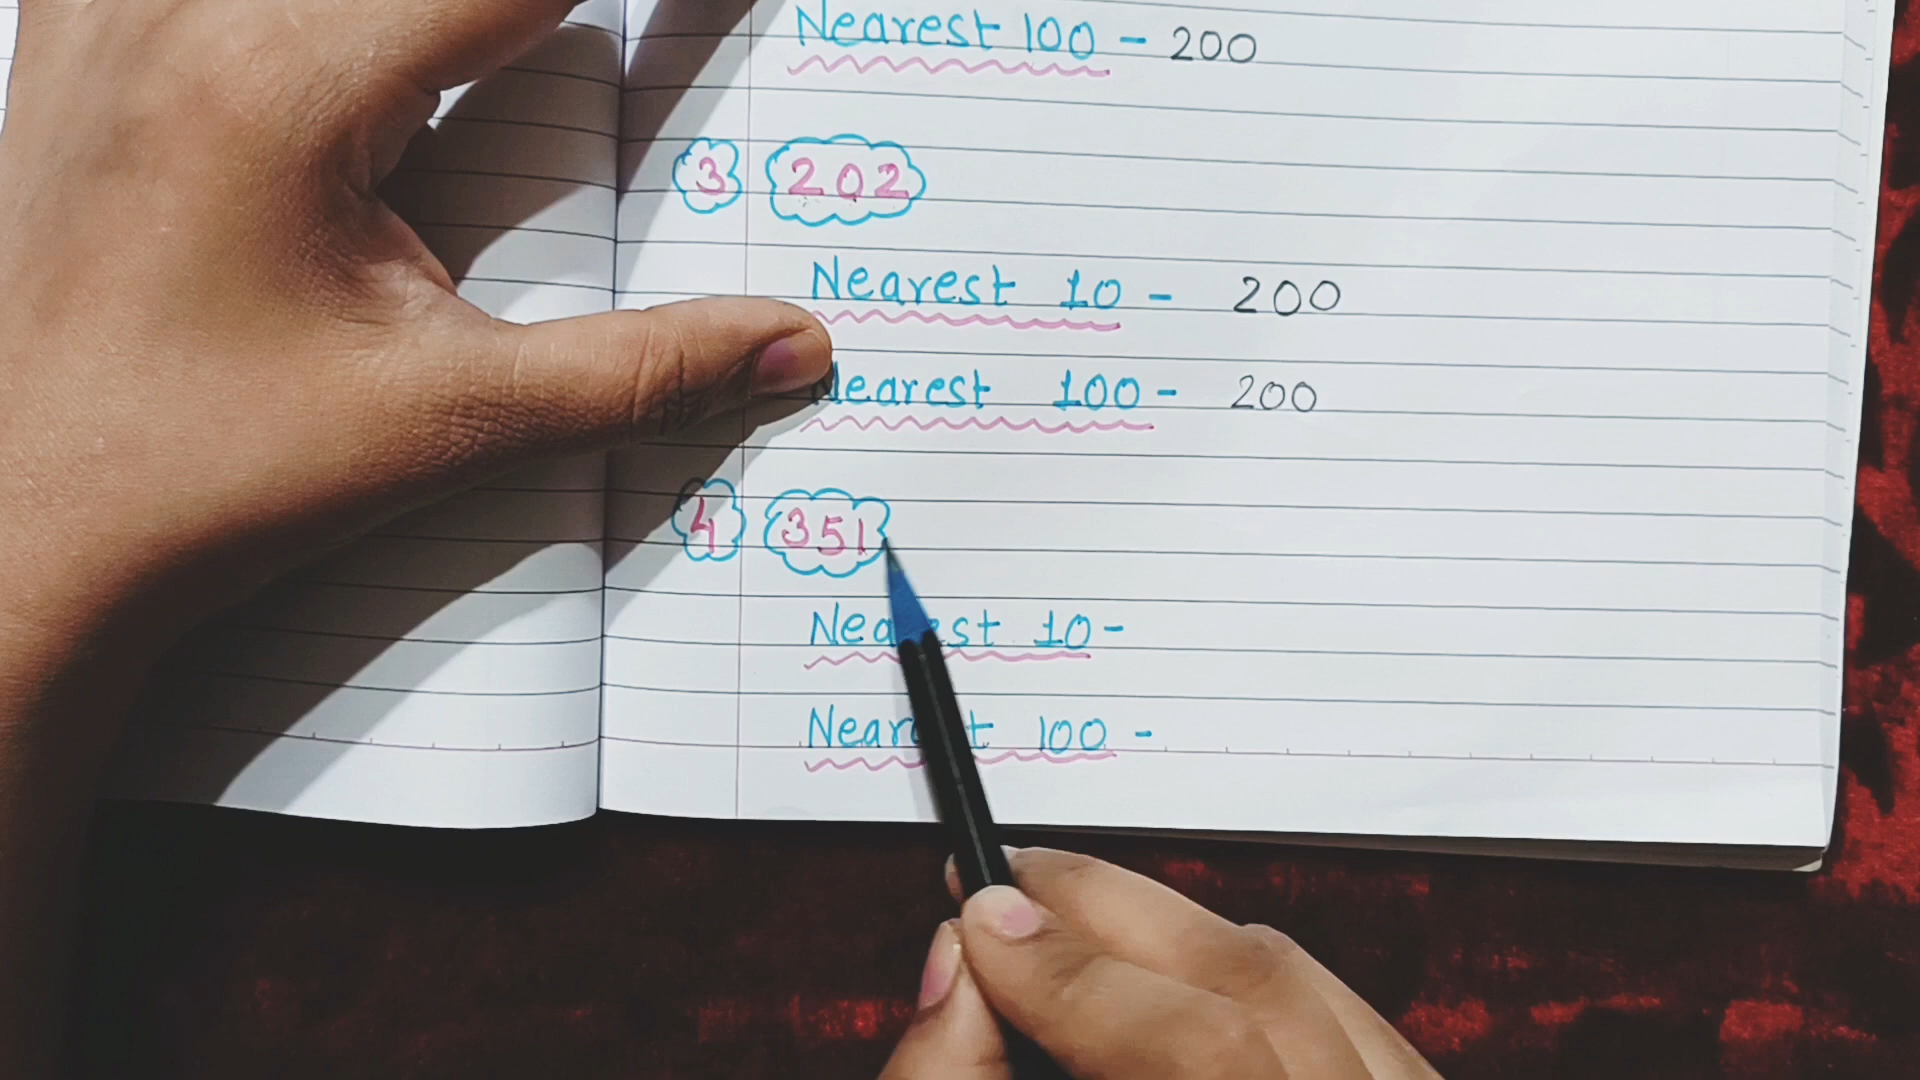 Nearest 100 - 200
3 202
Nearest 10 - 200
Nearest 100 - 200
4 351
Nearest 10 -
Nearest 100 -